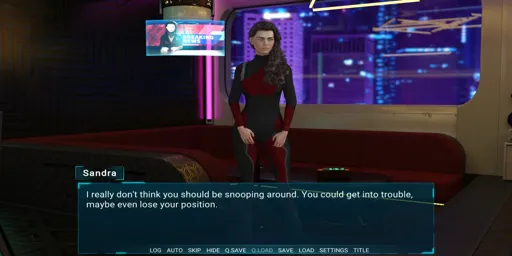 BREAKING
NEWS
Sandra
I really don't think you should be snooping around. You could get into trouble,
maybe even lose your position.
LOG AUTO SKIP HIDE Q.SAVE Q.LOAD SAVE LOAD SETTINGS TITLE